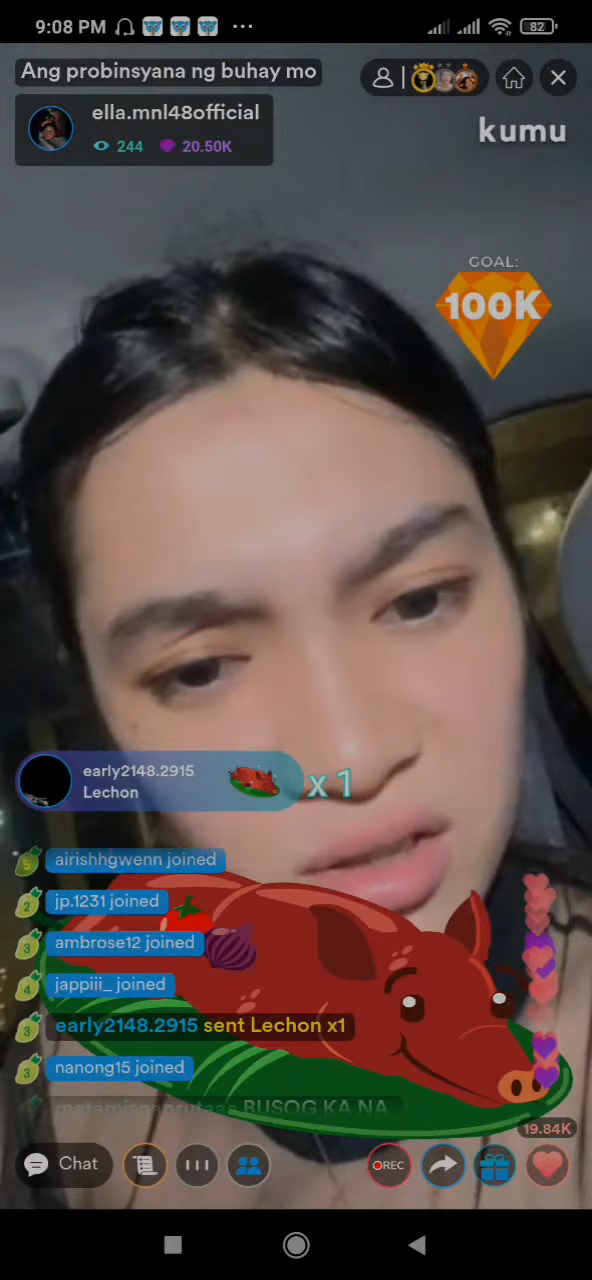 9:08 PM
82
Ang probinsyana ng buhay mo
ella.mnl48official
244 20.50K
kumu
GOAL:
100K
early2148.2915
Lechon
x 1
5 airishhgwenn joined
2 jp.1231 joined
3 ambrose12 joined
4 jappiii_ joined
3 early2148.2915 sent Lechon x1
3 nanong15 joined
BUSOG KA NA
19.84K
Chat
REC